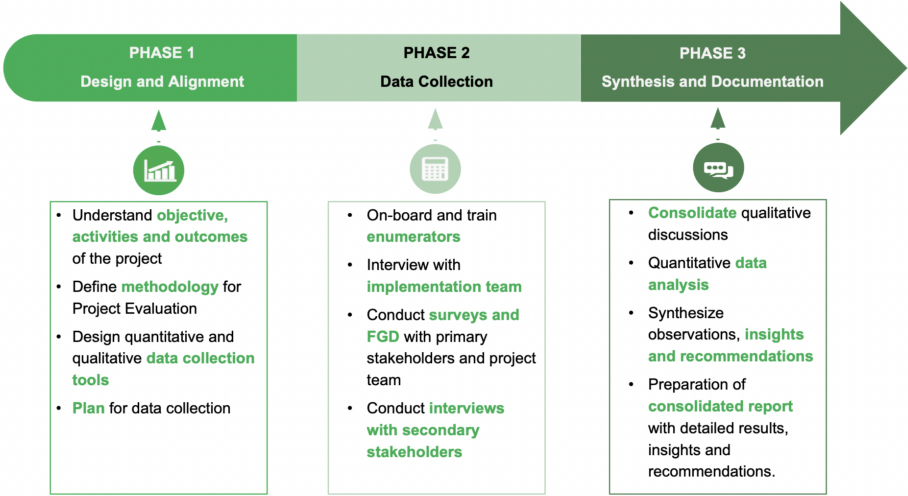 PHASE 1
Design and Alignment
PHASE 2
Data Collection
PHASE 3
Synthesis and Documentation
• Understand objective,
activities and outcomes
of the project
• Define methodology for
Project Evaluation
• Design quantitative and
qualitative data collection
tools
• Plan for data collection
• On-board and train
enumerators
• Interview with
implementation team
• Conduct surveys and
FGD with primary
stakeholders and project
team
• Conduct interviews
with secondary
stakeholders
• Consolidate qualitative
discussions
• Quantitative data
analysis
• Synthesize
observations, insights
and recommendations
• Preparation of
consolidated report
with detailed results,
insights and
recommendations.